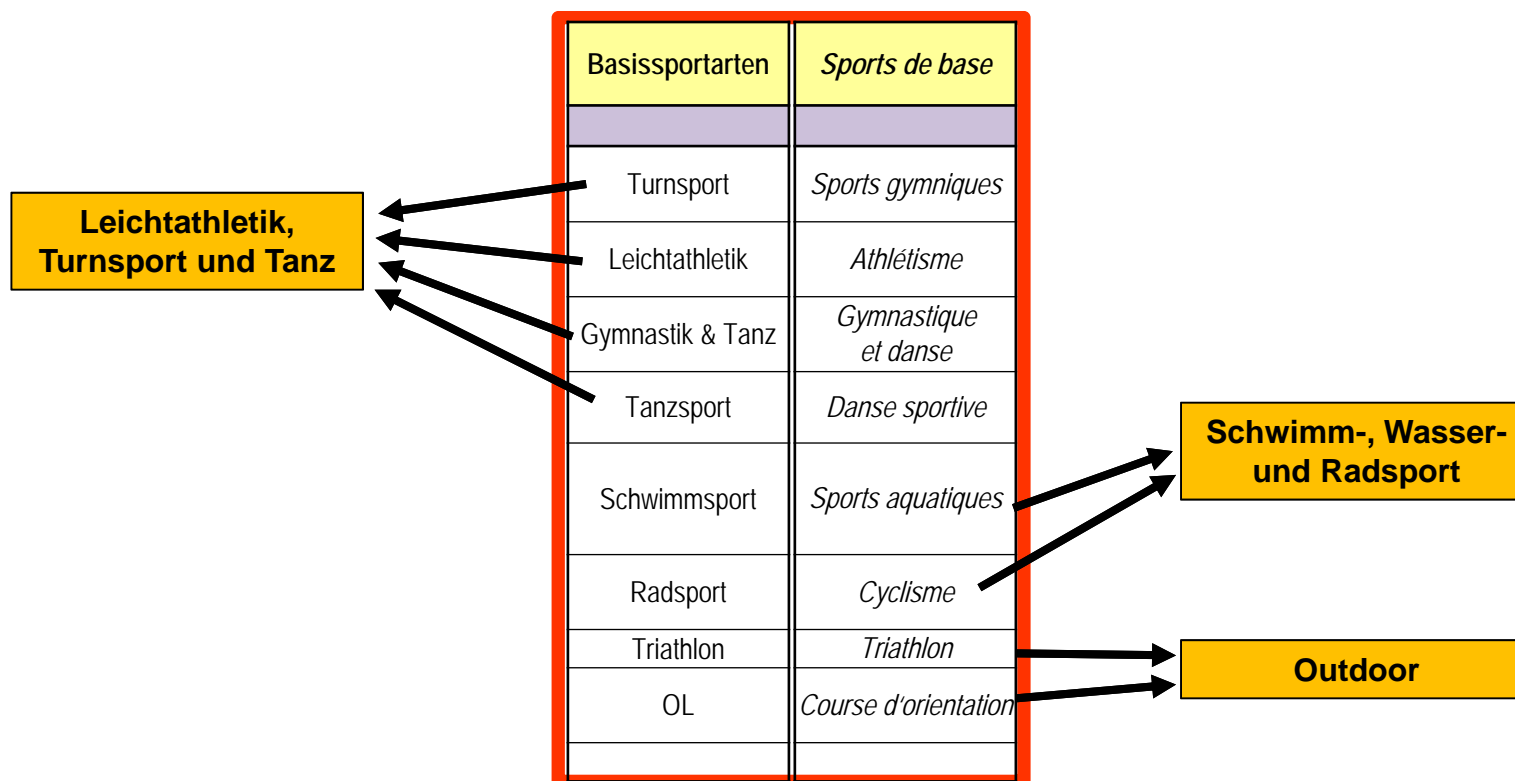 Basissportarten
Sports de base
Turnsport
Sports gymniques
Leichtathletik,
Turnsport und Tanz
Leichtathletik
Athlétisme
Gymnastik & Tanz
Gymnastique
et danse
Tanzsport
Danse sportive
Schwimm-, Wasser-
und Radsport
Schwimmsport
Sports aquatiques
Radsport
Cyclisme
Triathlon
Triathlon
Outdoor
OL
Course d‘orientation